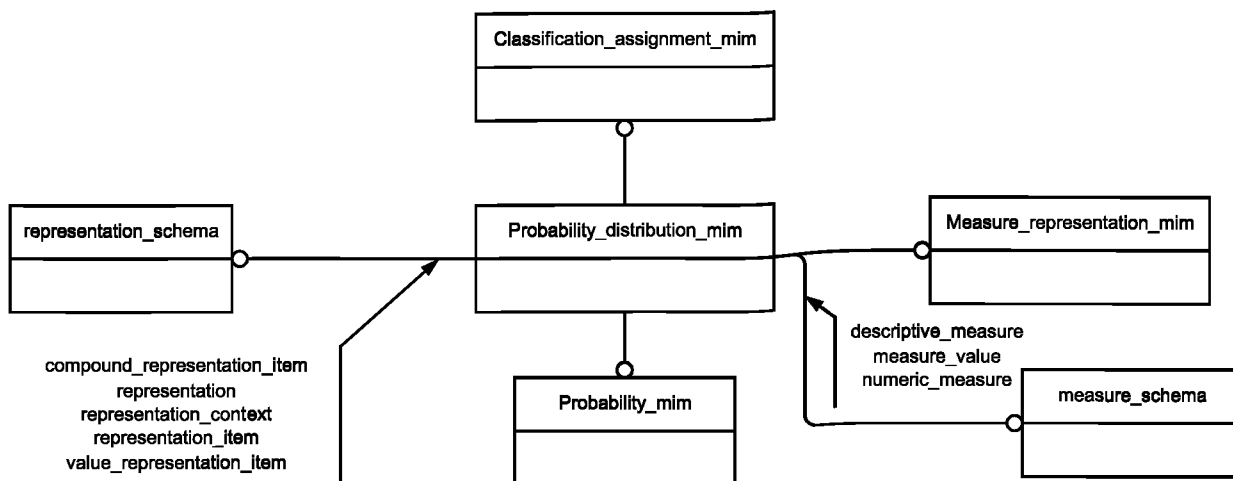 Classification_assignment_mim
representation_schema
Probability_distribution_mim
Measure_representation_mim
compound_representation_item
representation
representation_context
representation_item
value_representation_item
Probability_mim
descriptive_measure
measure_value
numeric_measure
measure_schema